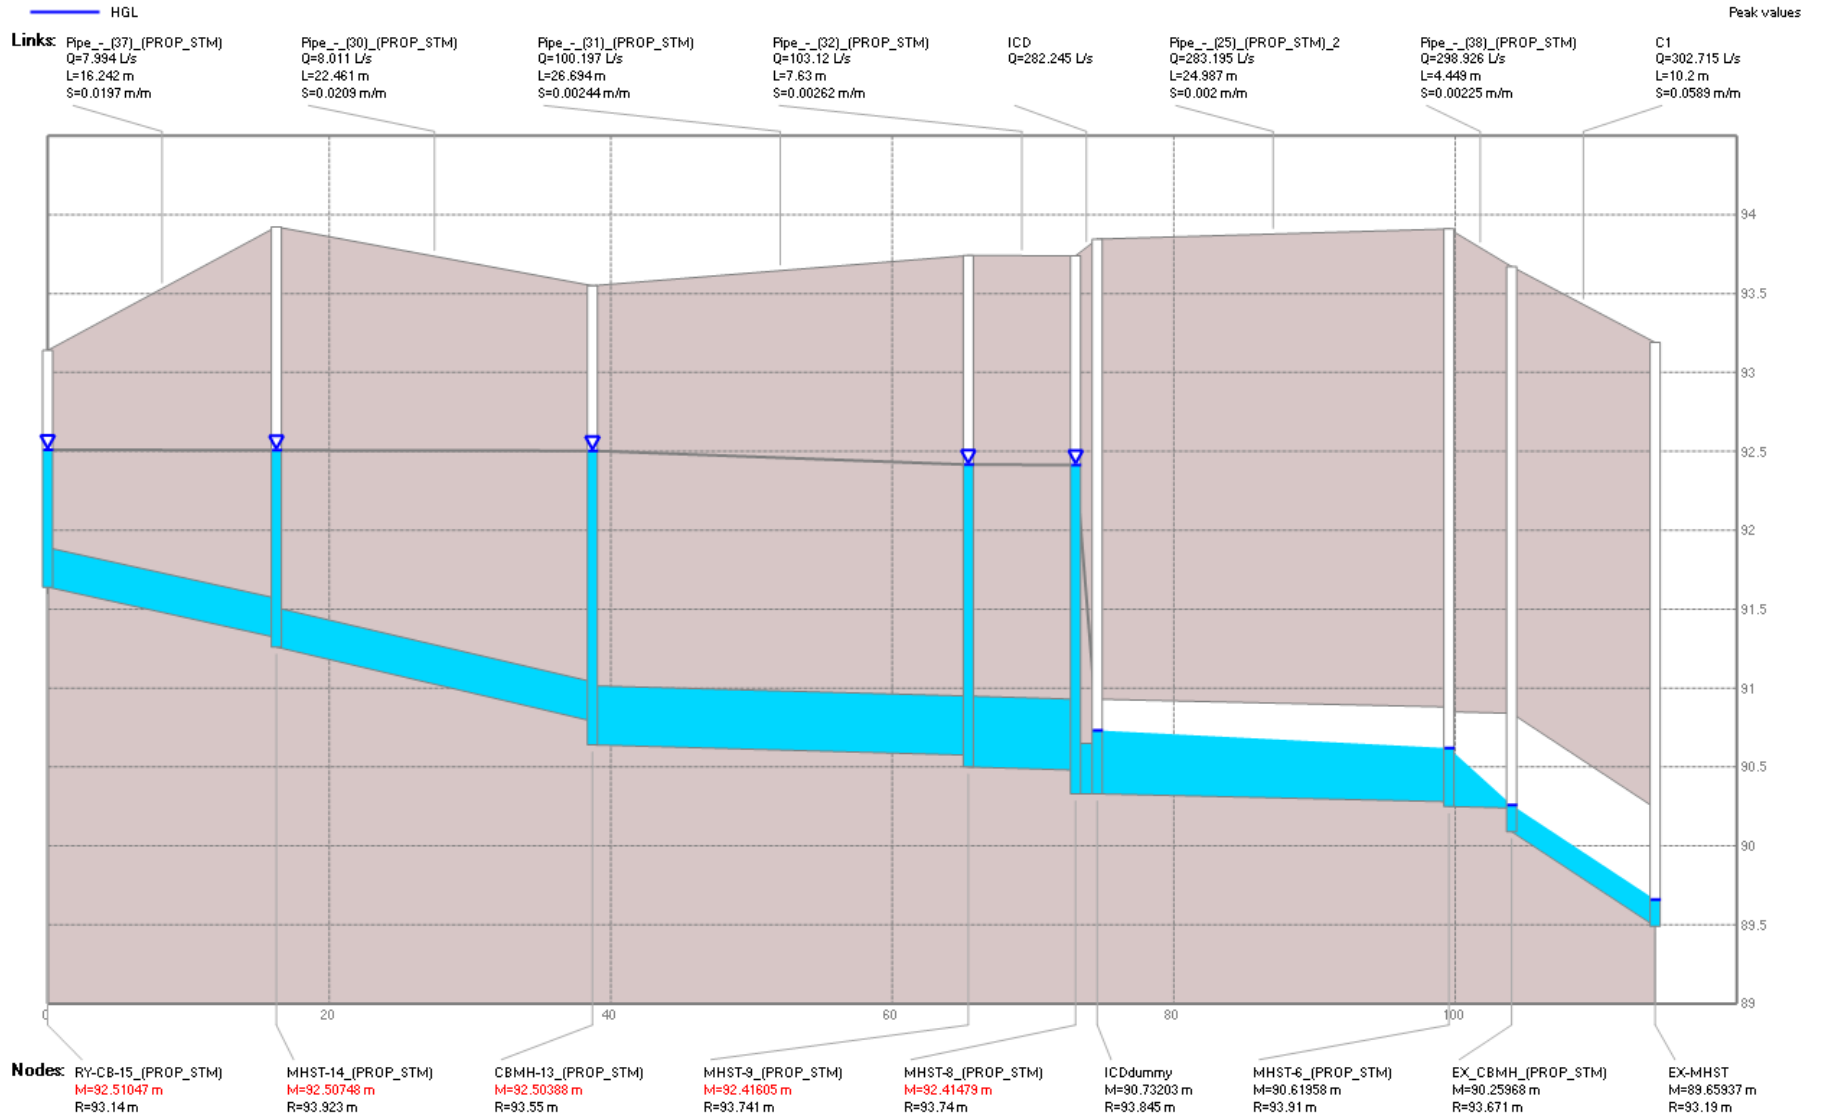 HGL
Peak values
Links:
Pipe_-_(37)_(PROP_STM)
Q=7.994 L/s
L=16.242 m
S=0.0197 m/m
Pipe_-_(30)_(PROP_STM)
Q=8.011 L/s
L=22.461 m
S=0.0209 m/m
Pipe_-_(31)_(PROP_STM)
Q=100.197 L/s
L=26.694 m
S=0.00244 m/m
Pipe_-_(32)_(PROP_STM)
Q=103.12 L/s
L=7.63 m
S=0.00262 m/m
ICD
Q=282.245 L/s
Pipe_-_(25)_(PROP_STM)_2
Q=283.195 L/s
L=24.987 m
S=0.002 m/m
Pipe_-_(38)_(PROP_STM)
Q=298.926 L/s
L=4.449 m
S=0.00225 m/m
C1
Q=302.715 L/s
L=10.2 m
S=0.0589 m/m
94
93.5
93
92.5
92
91.5
91
90.5
90
89.5
89
0
20
40
60
80
100
Nodes:
RY-CB-15_(PROP_STM)
M=92.51047 m
R=93.14 m
MHST-14_(PROP_STM)
M=92.50748 m
R=93.923 m
CBMH-13_(PROP_STM)
M=92.50388 m
R=93.55 m
MHST-9_(PROP_STM)
M=92.41605 m
R=93.741 m
MHST-8_(PROP_STM)
M=92.41479 m
R=93.74 m
ICDdummy
M=90.73203 m
R=93.845 m
MHST-6_(PROP_STM)
M=90.61958 m
R=93.91 m
EX_CBMH_(PROP_STM)
M=90.25968 m
R=93.671 m
EX-MHST
M=89.65937 m
R=93.19 m